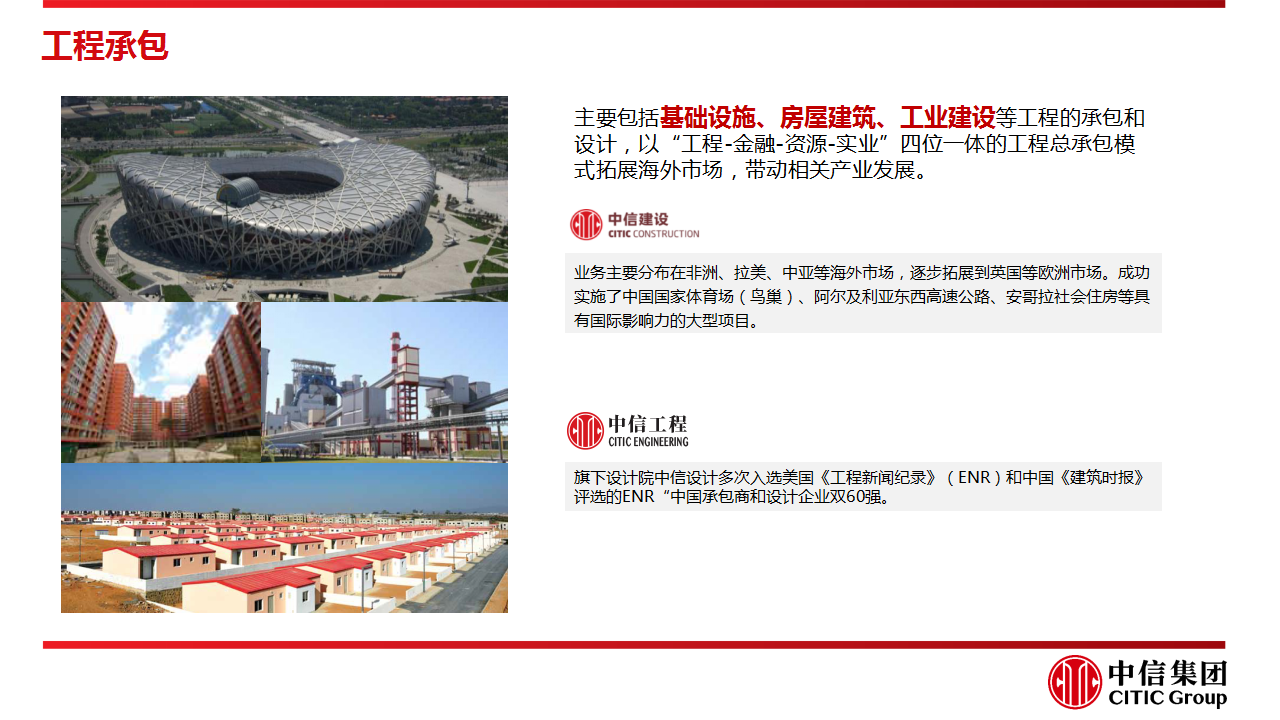 工程承包
主要包括基础设施、房屋建筑、工业建设等工程的承包和
设计，以“工程-金融-资源-实业”四位一体的工程总承包模
式拓展海外市场，带动相关产业发展。
中信建设
CITIC CONSTRUCTION
业务主要分布在非洲、拉美、中亚等海外市场，逐步拓展到英国等欧洲市场。成功
实施了中国国家体育场（鸟巢）、阿尔及利亚东西高速公路、安哥拉社会住房等具
有国际影响力的大型项目。
中信工程
CITIC ENGINEERING
旗下设计院中信设计多次入选美国《工程新闻纪录》（ENR）和中国《建筑时报》
评选的ENR“中国承包商和设计企业双60强。
中信集团
CITIC Group